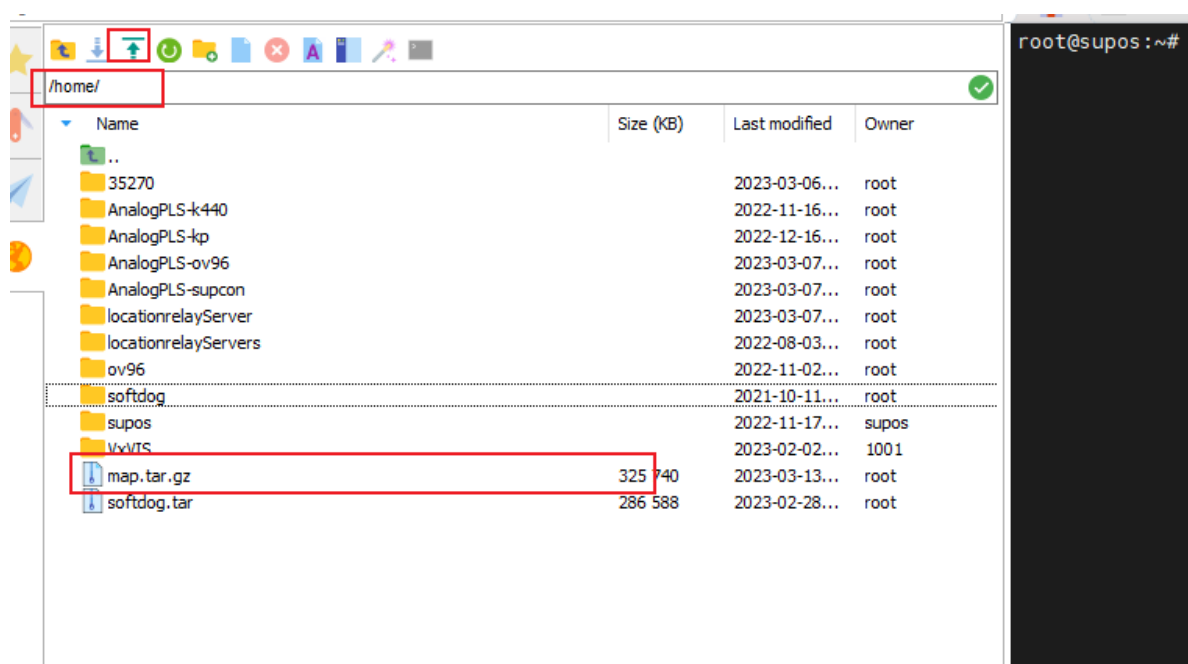 root@supos:~#
/home/
Name Size (KB) Last modified Owner
..
35270 2023-03-06... root
AnalogPLS-k440 2022-11-16... root
AnalogPLS-kp 2022-12-16... root
AnalogPLS-ov96 2023-03-07... root
AnalogPLS-supcon 2023-03-07... root
locationrelayServer 2023-03-07... root
locationrelayServers 2022-08-03... root
ov96 2022-11-02... root
softdog 2021-10-11... root
supos 2022-11-17... supos
VxVIS 2023-02-02... 1001
map.tar.gz 325 740 2023-03-13... root
softdog.tar 286 588 2023-02-28... root